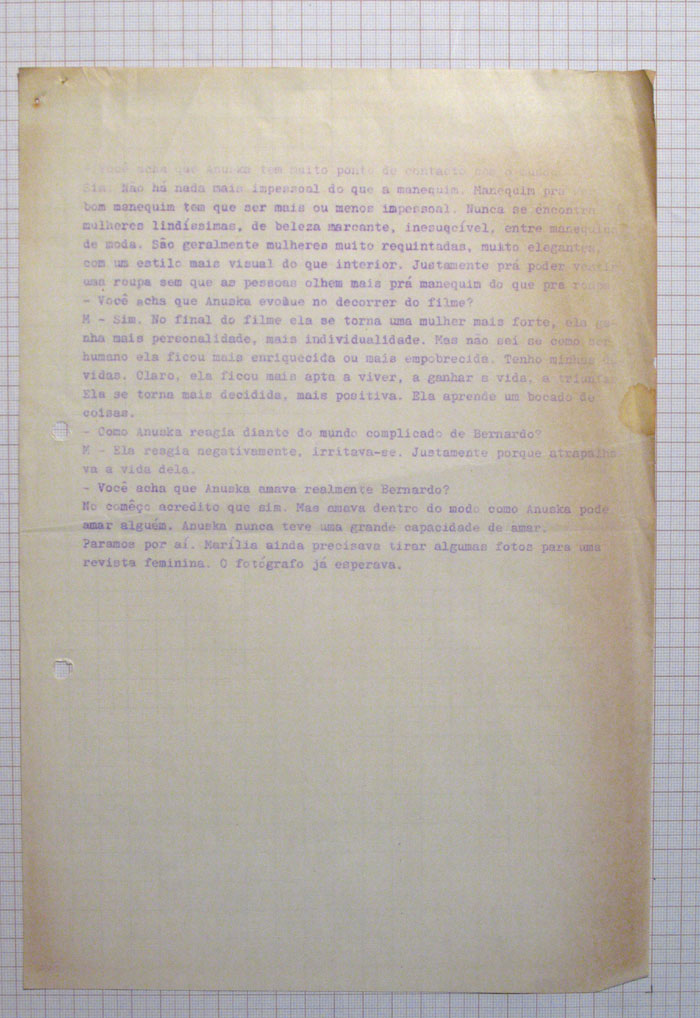 - Você acha que Anuska tem muito ponto de contacto com o mundo
Sim. Não há nada mais impessoal do que a manequim. Manequim pra ser
bom manequim tem que ser mais ou menos impessoal. Nunca se encontra
mulheres lindíssimas, de beleza marcante, inesuqcível, entre manequins
de moda. São geralmente mulheres muito requintadas, muito elegantes,
com um estilo mais visual do que interior. Justamente prá poder vestir
uma roupa sem que as pessoas olhem mais prá manequim do que pra roupa
- Você acha que Anuska evoque no decorrer do filme?
M - Sim. No final do filme ela se torna uma mulher mais forte, ela ga-
nha mais personalidade, mais individualidade. Mas não sei se como ser
humano ela ficou mais enriquecida ou mais empobrecida. Tenho minhas dú-
vidas. Claro, ela ficou mais apta a viver, a ganhar a vida, a triunfar
Ela se torna mais decidida, mais positiva. Ela aprende um bocado de
coisas.
- Como Anuska reagia diante do mundo complicado de Bernardo?
M - Ela reagia negotivamente, irritava-se. Justamente porque atrapalha
va a vida dela.
- Você acha que Anuska amava realmente Bernardo?
No comêço acredito que sim. Mas amava dentro do modo como Anuska pode
amar alguém. Anuska nunca teve uma grande capacidade de amar.
Paramos por aí. Marília ainda precisava tirar algumas fotos para uma
revista feminina. O fotógrafo já esperava.